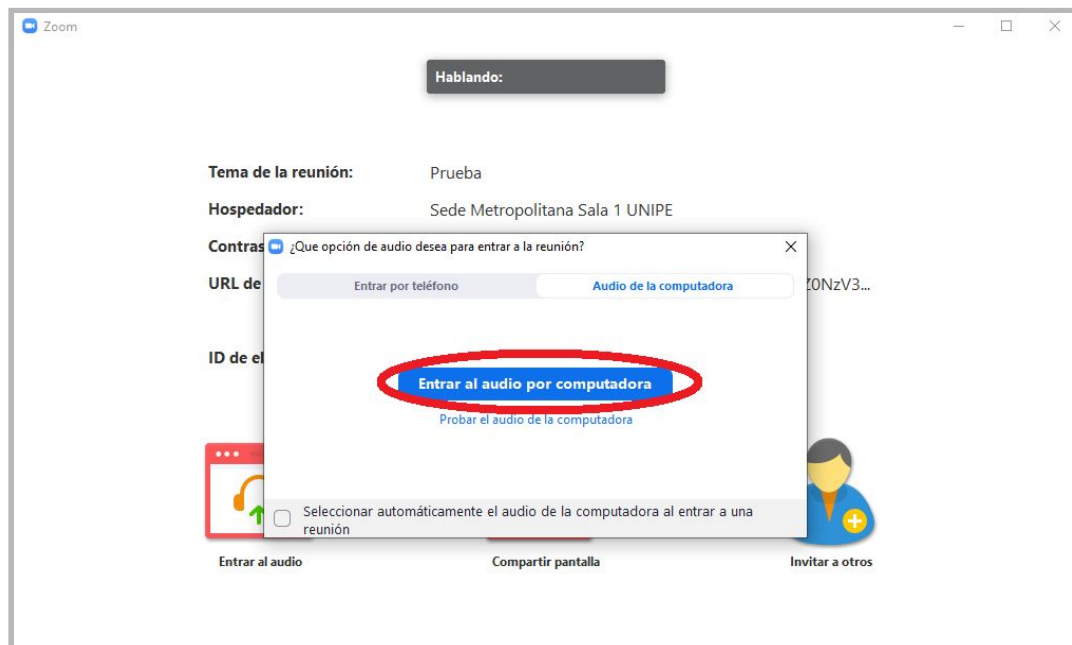 Zoom
Hablando:
Tema de la reunión: Prueba
Hospedador: Sede Metropolitana Sala 1 UNIPE
Contras
¿Que opción de audio desea para entrar a la reunión?
URL de
Entrar por teléfono Audio de la computadora
ID de el
Entrar al audio por computadora
Probar el audio de la computadora
Seleccionar automáticamente el audio de la computadora al entrar a una
reunión
Entrar al audio Compartir pantalla Invitar a otros